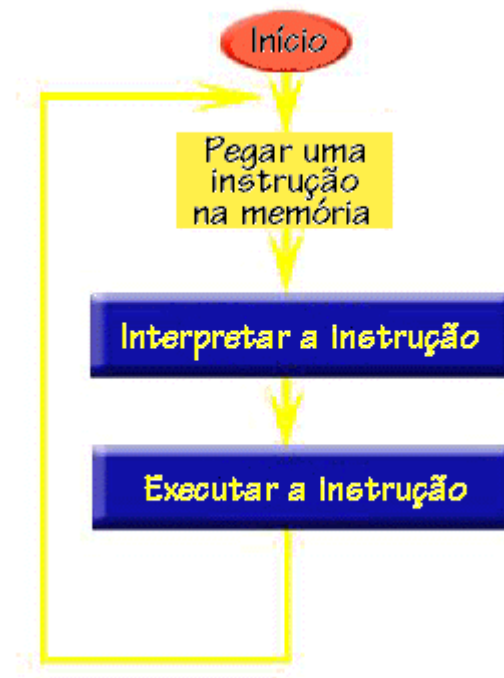 Início
Pegar uma
instrução
na memória
Interpretar a Instrução
Executar a Instrução